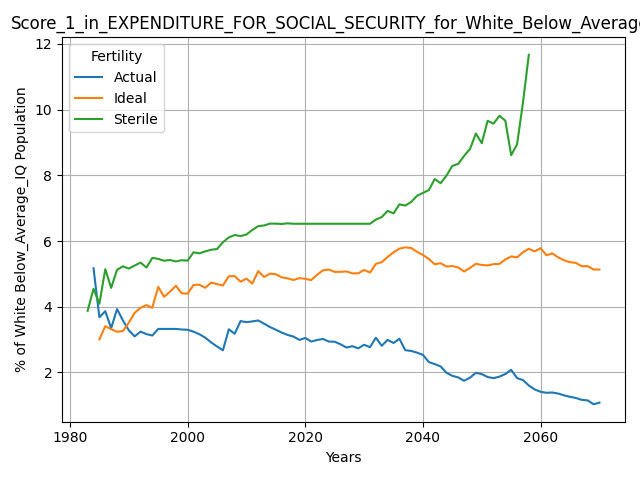 Score_1_in_EXPENDITURE_FOR_SOCIAL_SECURITY_for_White_Below_Average
12
10
8
6
4
2
% of White Below_Average_IQ Population
Fertility
Actual
Ideal
Sterile
1980
2000
2020
2040
2060
Years